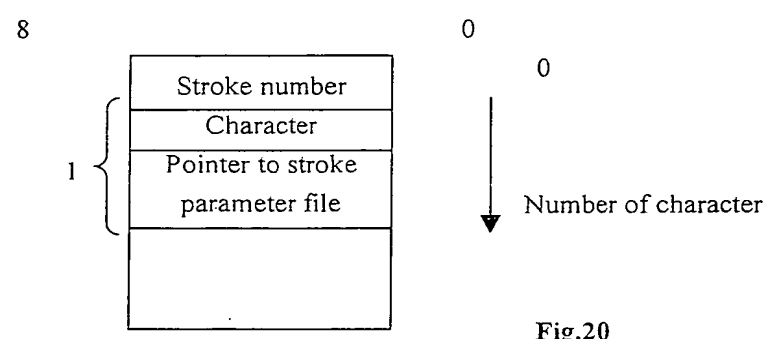 8 0
0
Stroke number
Character
1
Pointer to stroke
parameter file
Number of character
Fig.20